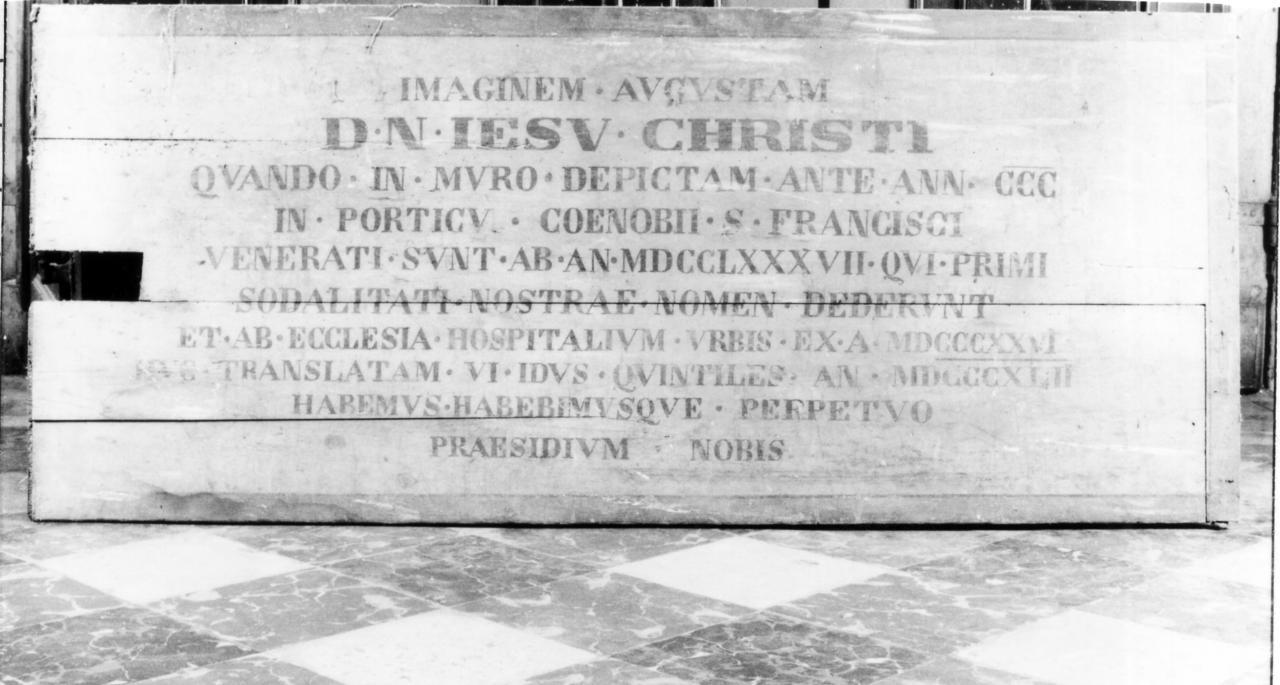 IMAGINEM · AVGVSTAM
D · N · IESV · CHRISTI
QVANDO · IN · MVRO · DEPICTAM · ANTE · ANN · CCC
IN · PORTICV · COENOBII · S · FRANCISCI
VENERATI · SVNT · AB · AN · MDCCLXXXVII · QVI · PRIMI
SODALITATI · NOSTRAE · NOMEN · DEDERVNT
ET · AB · ECCLESIA · HOSPITALIVM · VRBIS · EX · A · MDCCCXXVI
TRANSLATAM · VI · IDVS · QVINTILES · AN · MDCCCXLII
HABEMVS · HABEBIMVSQVE · PERPETVO
PRAESIDIVM · NOBIS